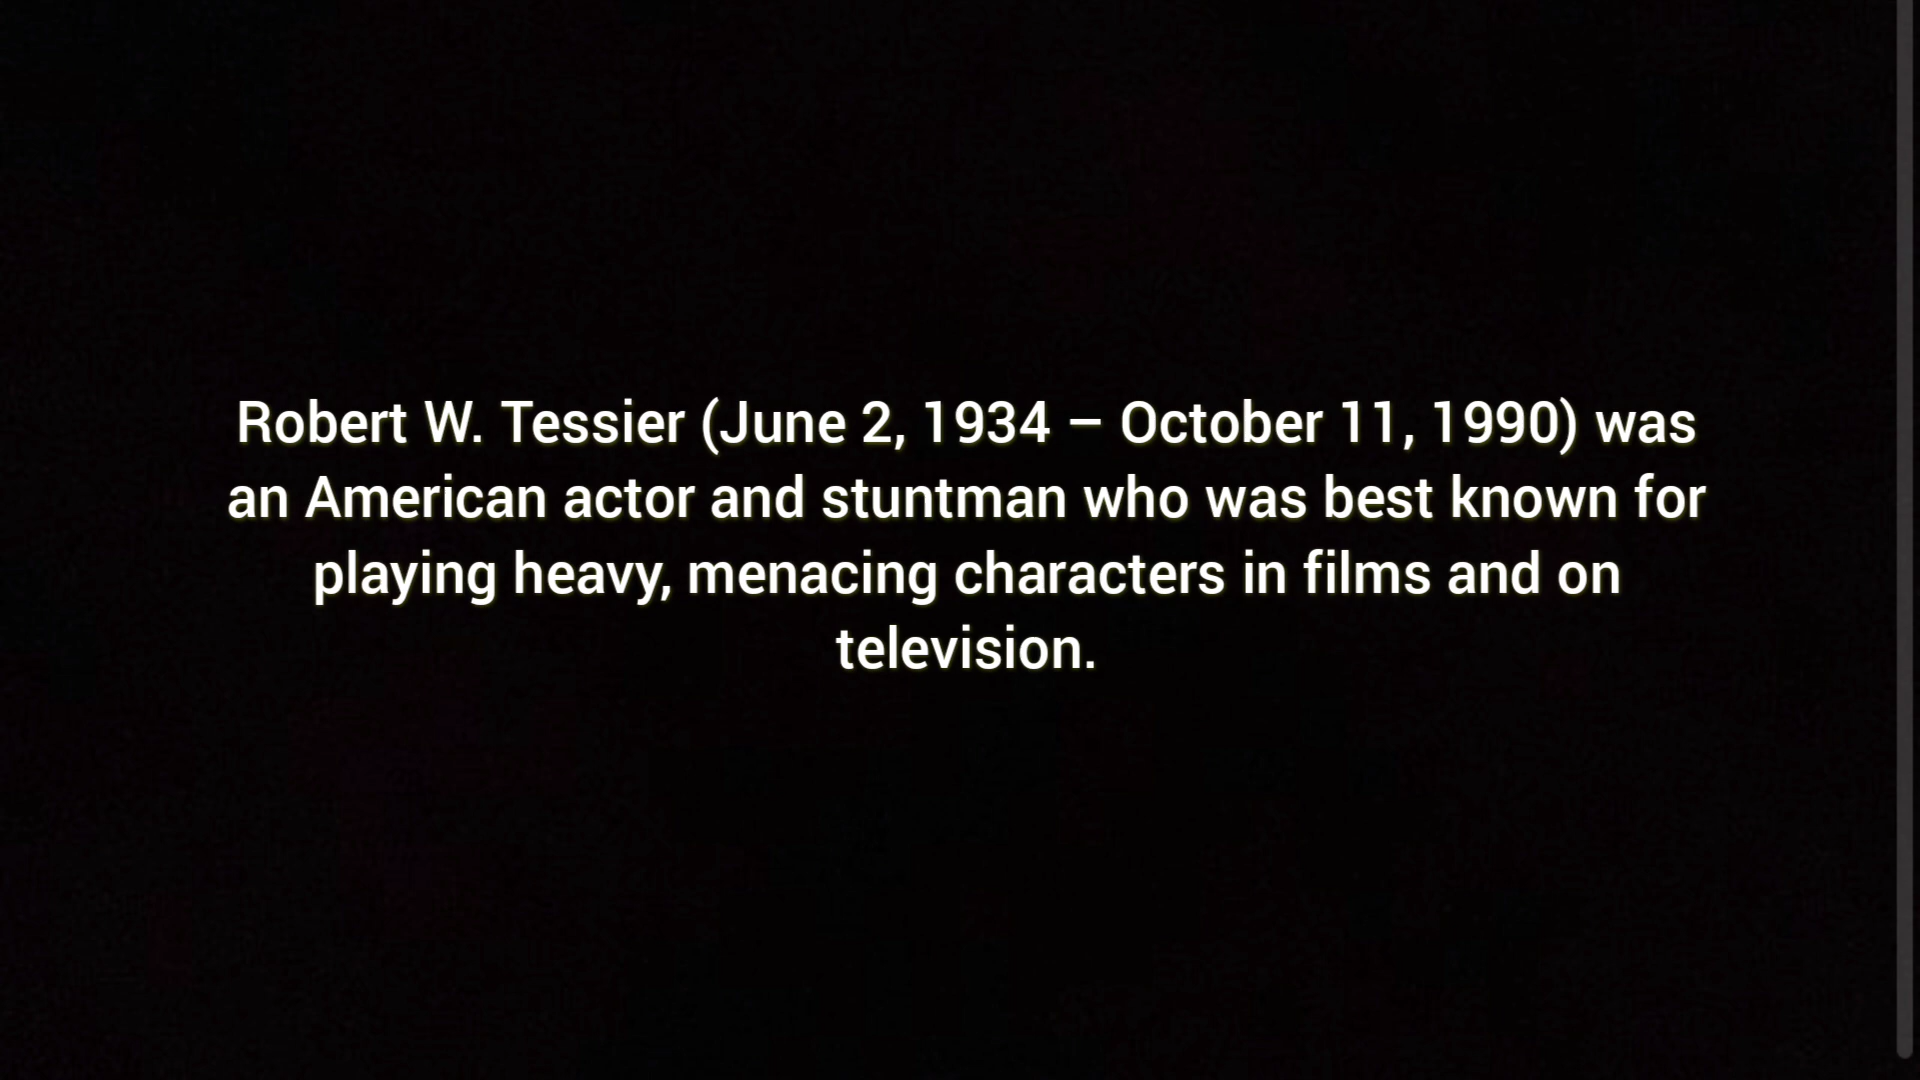 Robert W. Tessier (June 2, 1934 – October 11, 1990) was
an American actor and stuntman who was best known for
playing heavy, menacing characters in films and on
television.